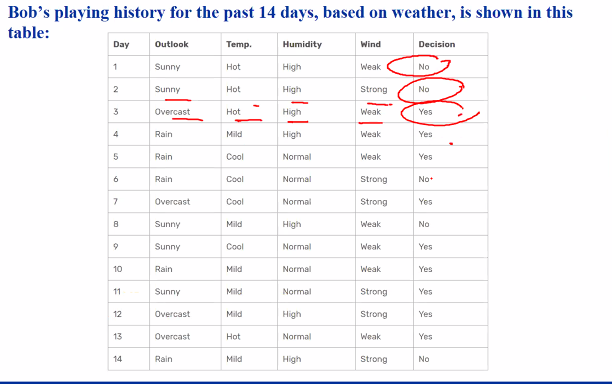 Bob's playing history for the past 14 days, based on weather, is shown in this
table:
Day Outlook Temp. Humidity Wind Decision
1 Sunny Hot High Weak No
2 Sunny Hot High Strong No
3 Overcast Hot High Weak Yes
4 Rain Mild High Weak Yes
5 Rain Cool Normal Weak Yes
6 Rain Cool Normal Strong No
7 Overcast Cool Normal Strong Yes
8 Sunny Mild High Weak No
9 Sunny Cool Normal Weak Yes
10 Rain Mild Normal Weak Yes
11 Sunny Mild Normal Strong Yes
12 Overcast Mild High Strong Yes
13 Overcast Hot Normal Weak Yes
14 Rain Mild High Strong No